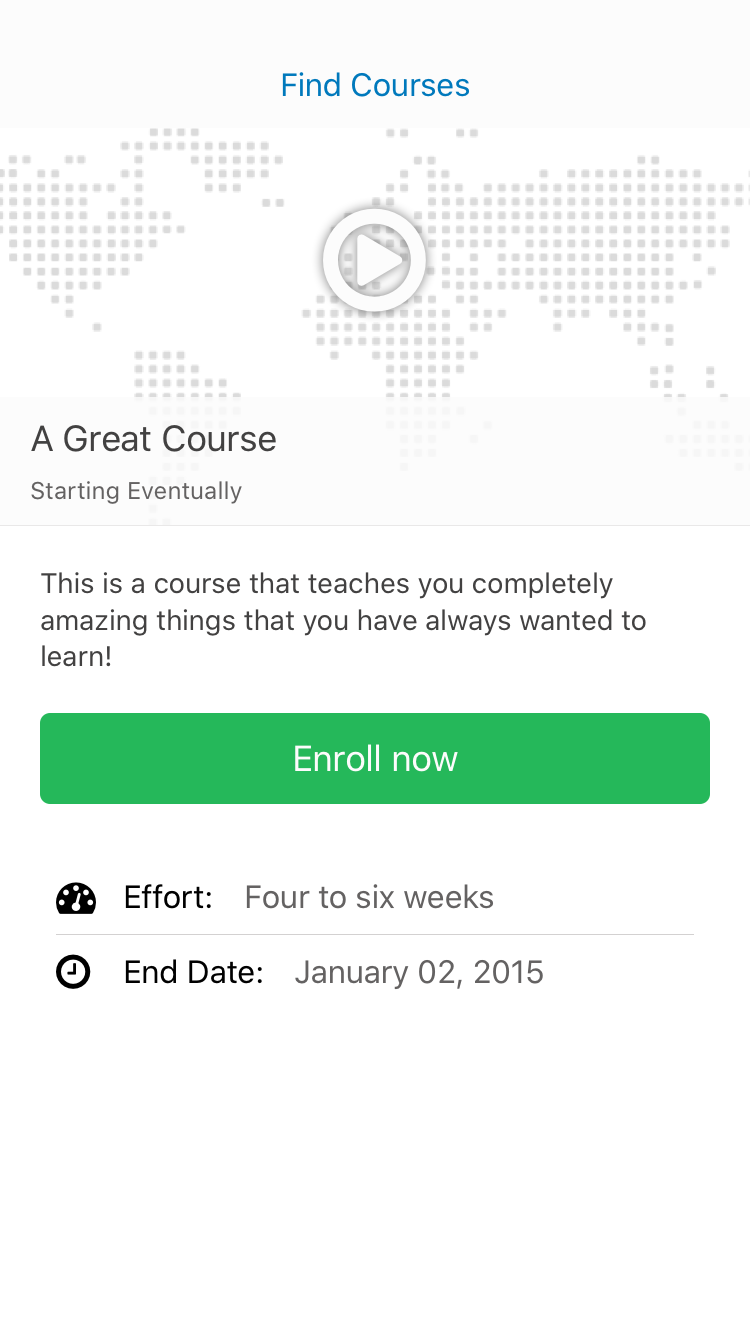 Find Courses
A Great Course
Starting Eventually
This is a course that teaches you completely
amazing things that you have always wanted to
learn!
Enroll now
Effort: Four to six weeks
End Date: January 02, 2015